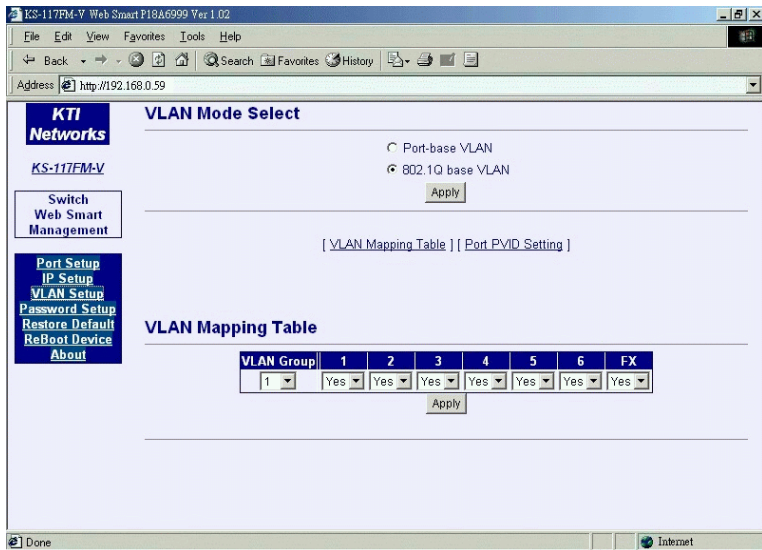 KS-117FM-V Web Smart P18A6999 Ver 1.02
File Edit View Favorites Tools Help
Back Search Favorites History
Address http://192.168.0.59
KTI
Networks
KS-117FM-V
Switch
Web Smart
Management
Port Setup
IP Setup
VLAN Setup
Password Setup
Restore Default
ReBoot Device
About
VLAN Mode Select
Port-base VLAN
802.1Q base VLAN
Apply
[ VLAN Mapping Table ] [ Port PVID Setting ]
VLAN Mapping Table
VLAN Group 1 2 3 4 5 6 FX
1 Yes Yes Yes Yes Yes Yes Yes
Apply
Done Internet